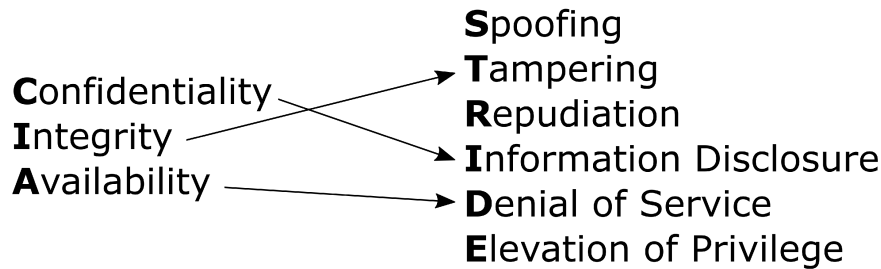 Confidentiality
Integrity
Availability
Spoofing
Tampering
Repudiation
Information Disclosure
Denial of Service
Elevation of Privilege